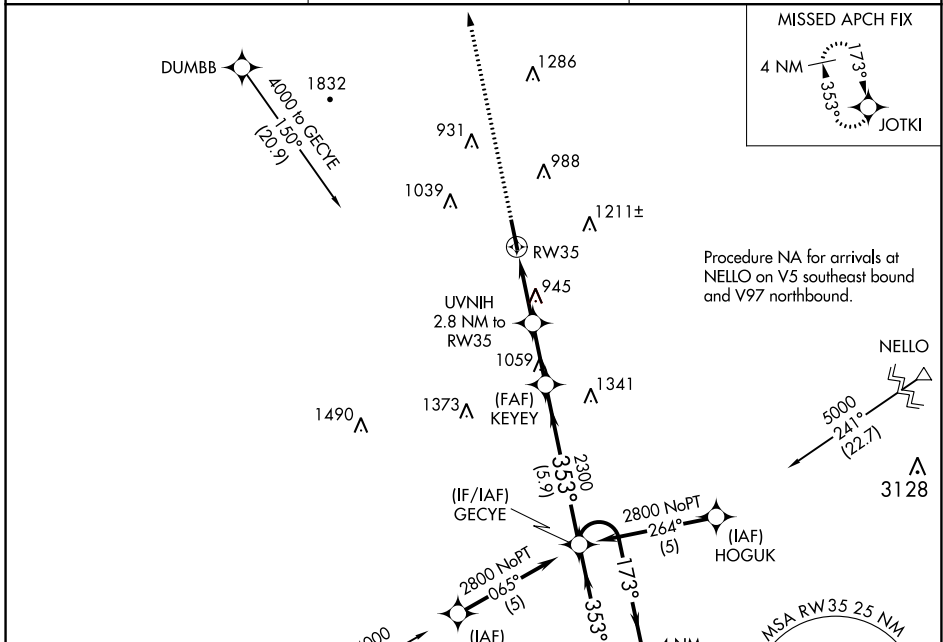 MISSED APCH FIX
4 NM
173°
353°
JOTKI
DUMBB
1832
4000 to GECYE
150°
(20.9)
1286
931
988
1039
1211±
RW35
Procedure NA for arrivals at
NELLO on V5 southeast bound
and V97 northbound.
945
UVNIH
2.8 NM to
RW35
NELLO
1059
1341
(FAF)
KEYEY
1373
1490
5000
241°
(22.7)
3128
2300
353°
(5.9)
(IF/IAF)
GECYE
2800 NoPT
264°
(5)
(IAF)
HOGUK
2800 NoPT
065°
(5)
173°
353°
(IAF)
4 NM
MSA RW35 25 NM